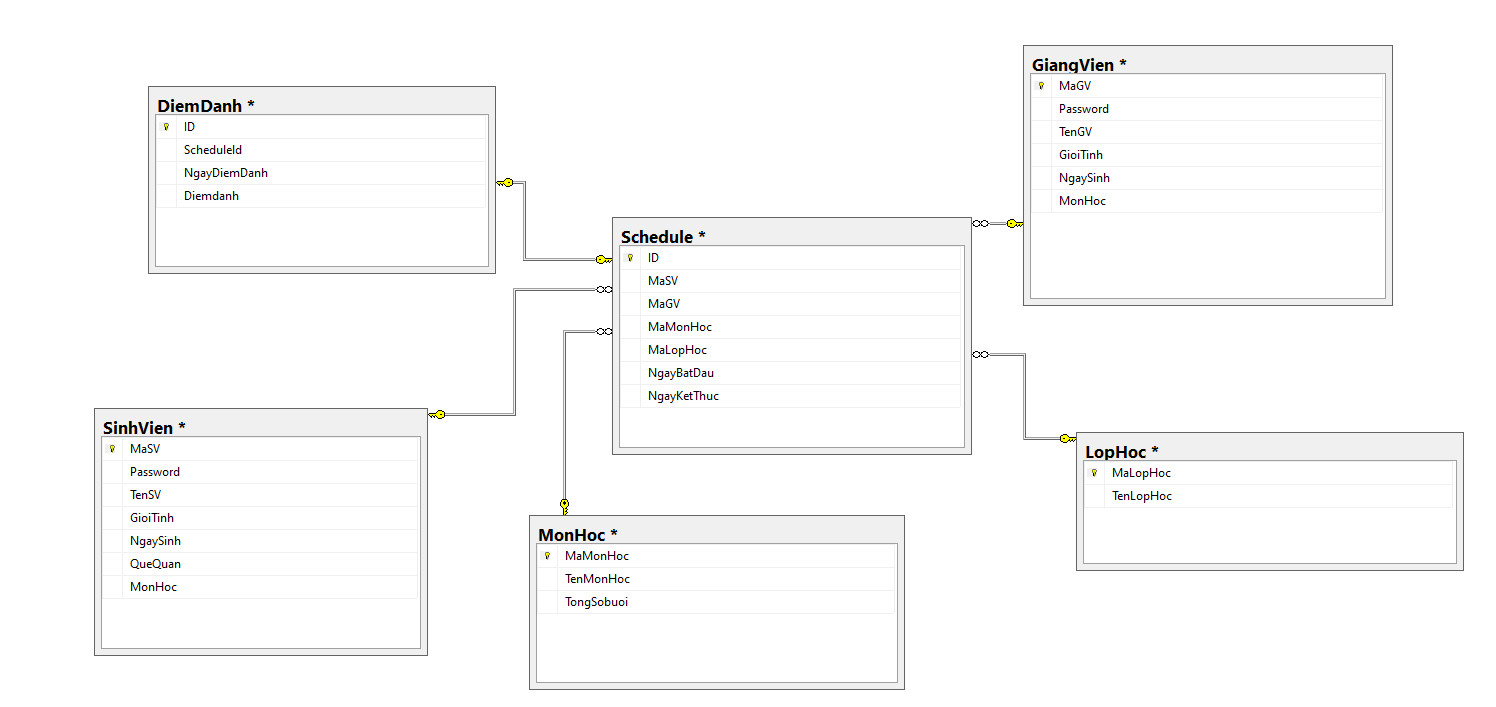 DiemDanh *
ID
ScheduleId
NgayDiemDanh
Diemdanh
GiangVien *
MaGV
Password
TenGV
GioiTinh
NgaySinh
MonHoc
Schedule *
ID
MaSV
MaGV
MaMonHoc
MaLopHoc
NgayBatDau
NgayKetThuc
SinhVien *
MaSV
Password
TenSV
GioiTinh
NgaySinh
QueQuan
MonHoc
MonHoc *
MaMonHoc
TenMonHoc
TongSobuoi
LopHoc *
MaLopHoc
TenLopHoc